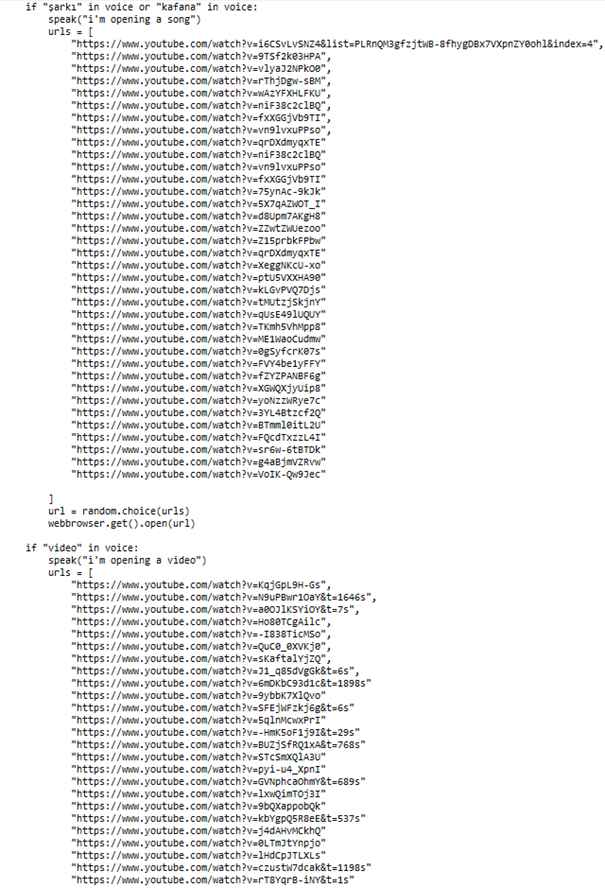 if "şarkı" in voice or "kafana" in voice:
speak("i'm opening a song")
urls = [
"https://www.youtube.com/watch?v=i6CSvLvSNZ4&list=PLRnQM3gfzjtWB-8fhygDBx7VXpnZY0ohl&index=4",
"https://www.youtube.com/watch?v=9TSf2k03HPA",
"https://www.youtube.com/watch?v=vlyaJ2NPkO0",
"https://www.youtube.com/watch?v=rThjDgw-sBM",
"https://www.youtube.com/watch?v=wAzYFXHLFKU",
"https://www.youtube.com/watch?v=niF38c2clBQ",
"https://www.youtube.com/watch?v=fxXGGjVb9TI",
"https://www.youtube.com/watch?v=vn9lvxuPPso",
"https://www.youtube.com/watch?v=qrDXdmyqxTE"
"https://www.youtube.com/watch?v=niF38c2clBQ"
"https://www.youtube.com/watch?v=vn9lvxuPPso"
"https://www.youtube.com/watch?v=fxXGGjVb9TI"
"https://www.youtube.com/watch?v=75ynAc-9kJk"
"https://www.youtube.com/watch?v=5X7qAZWOT_I"
"https://www.youtube.com/watch?v=d8Upm7AKgH8"
"https://www.youtube.com/watch?v=ZZwtZWUezoo"
"https://www.youtube.com/watch?v=Z15prbkFPbw"
"https://www.youtube.com/watch?v=qrDXdmyqxTE"
"https://www.youtube.com/watch?v=XeggNKcU-xo"
"https://www.youtube.com/watch?v=ptU5VXXHA90"
"https://www.youtube.com/watch?v=kLGvPVQ7Djs"
"https://www.youtube.com/watch?v=tMUtzjSkjnY"
"https://www.youtube.com/watch?v=qUsE49lUQUY"
"https://www.youtube.com/watch?v=TKmh5VhMpp8"
"https://www.youtube.com/watch?v=ME1WaoCudmw"
"https://www.youtube.com/watch?v=0gSyfcrK07s"
"https://www.youtube.com/watch?v=FVY4be1yFFY"
"https://www.youtube.com/watch?v=fZYZPANBF6g"
"https://www.youtube.com/watch?v=XGWQXjyUip8"
"https://www.youtube.com/watch?v=yoNzzWRye7c"
"https://www.youtube.com/watch?v=3YL4Btzcf2Q"
"https://www.youtube.com/watch?v=BTmml0itL2U"
"https://www.youtube.com/watch?v=FQcdTxzzL4I"
"https://www.youtube.com/watch?v=sr6w-6tBTDk"
"https://www.youtube.com/watch?v=g4aBjmVZRvw"
"https://www.youtube.com/watch?v=VoIK-Qw9Jec"
]
url = random.choice(urls)
webbrowser.get().open(url)
if "video" in voice:
speak("i'm opening a video")
urls = [
"https://www.youtube.com/watch?v=KqjGpL9H-Gs",
"https://www.youtube.com/watch?v=N9uPBwr1OaY&t=1646s",
"https://www.youtube.com/watch?v=a0OJlKSYiOY&t=7s",
"https://www.youtube.com/watch?v=Ho80TCgAilc",
"https://www.youtube.com/watch?v=-I838TicMSo",
"https://www.youtube.com/watch?v=QuC0_0XVKj0",
"https://www.youtube.com/watch?v=sKaftalYjZQ",
"https://www.youtube.com/watch?v=J1_q85dVgGk&t=6s",
"https://www.youtube.com/watch?v=6mDKbC93d1c&t=1898s"
"https://www.youtube.com/watch?v=9ybbK7XlQvo"
"https://www.youtube.com/watch?v=SFEjWFzkj6g&t=6s"
"https://www.youtube.com/watch?v=5qlnMcwxPrI"
"https://www.youtube.com/watch?v=-HmK5oF1j9I&t=29s"
"https://www.youtube.com/watch?v=BUZjSfRQ1xA&t=768s"
"https://www.youtube.com/watch?v=STcSmXQlA3U"
"https://www.youtube.com/watch?v=pyi-u4_XpnI"
"https://www.youtube.com/watch?v=GVNphcaOhmY&t=689s"
"https://www.youtube.com/watch?v=lxwQimTOj3I"
"https://www.youtube.com/watch?v=9bQXappobQk"
"https://www.youtube.com/watch?v=kbYgpQ5R8eE&t=537s"
"https://www.youtube.com/watch?v=j4dAHvMCkhQ"
"https://www.youtube.com/watch?v=0LTmJtYnpjo"
"https://www.youtube.com/watch?v=lHdCpJTLXLs"
"https://www.youtube.com/watch?v=czustW7dcak&t=1198s"
"https://www.youtube.com/watch?v=rT8YqrB-iNY&t=1s"